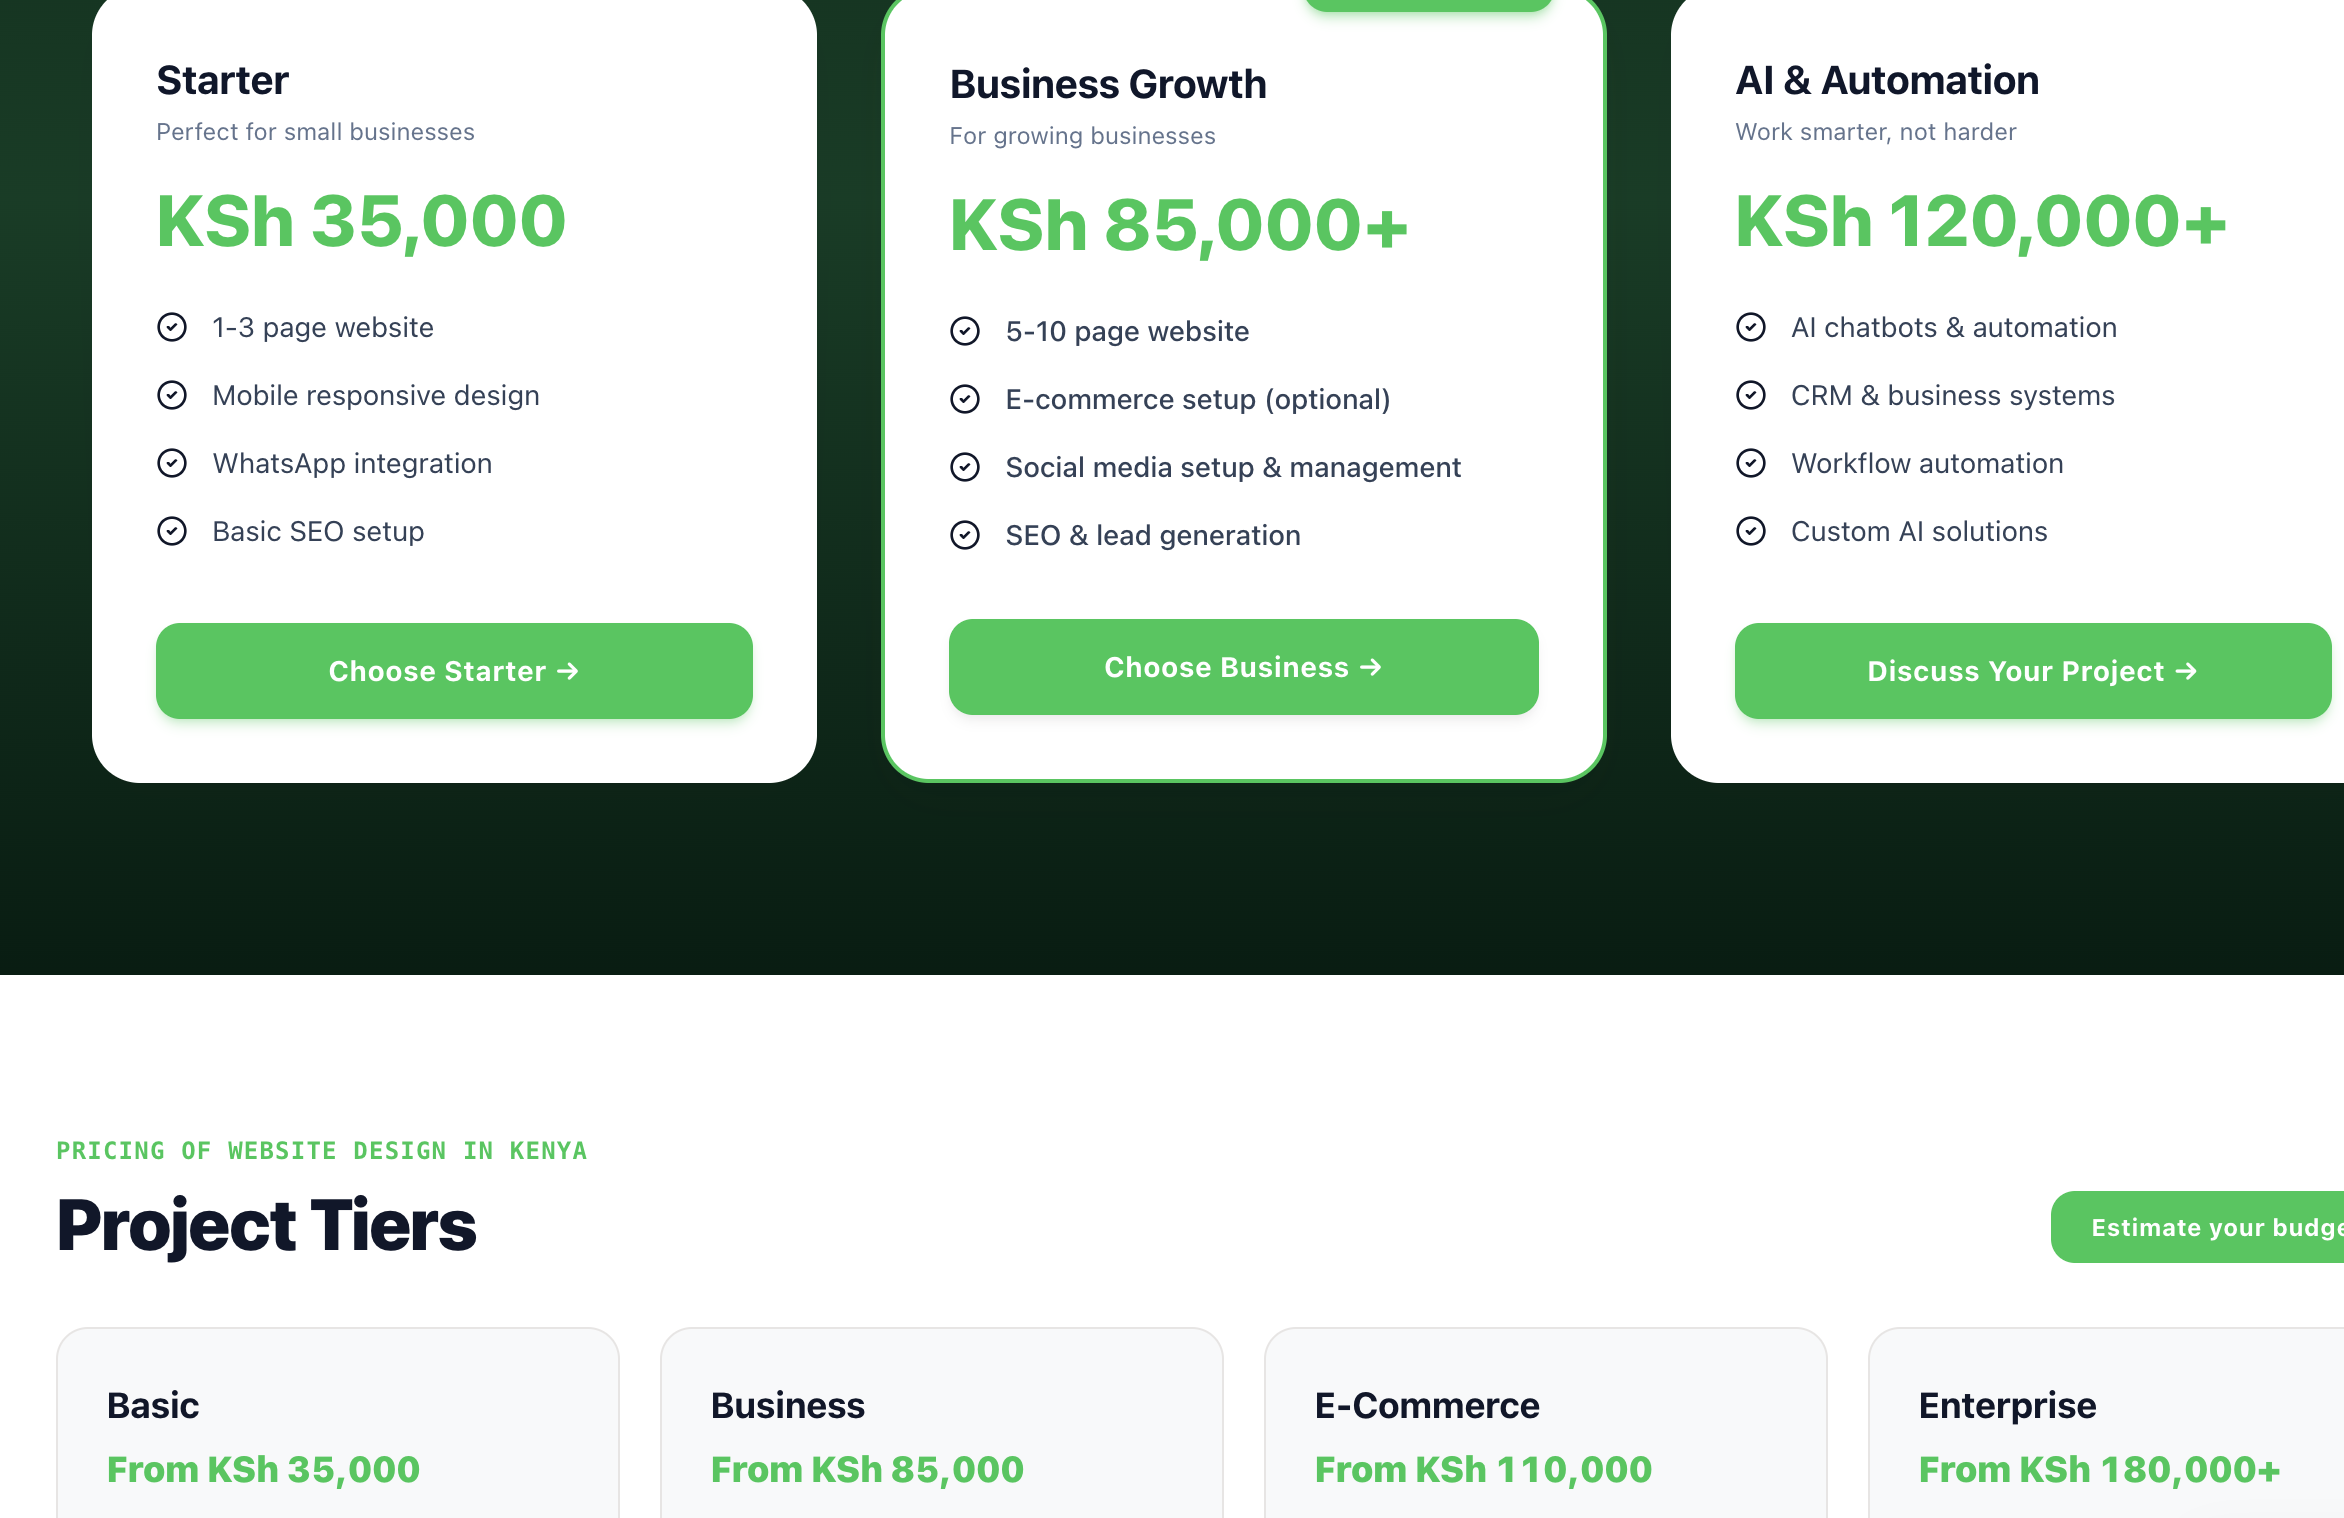 Starter
Perfect for small businesses
KSh 35,000
1-3 page website
Mobile responsive design
WhatsApp integration
Basic SEO setup
Choose Starter →
Business Growth
For growing businesses
KSh 85,000+
5-10 page website
E-commerce setup (optional)
Social media setup & management
SEO & lead generation
Choose Business →
AI & Automation
Work smarter, not harder
KSh 120,000+
AI chatbots & automation
CRM & business systems
Workflow automation
Custom AI solutions
Discuss Your Project →
PRICING OF WEBSITE DESIGN IN KENYA
Project Tiers
Estimate your
Basic
From KSh 35,000
Business
From KSh 85,000
E-Commerce
From KSh 110,000
Enterprise
From KSh 180,000+